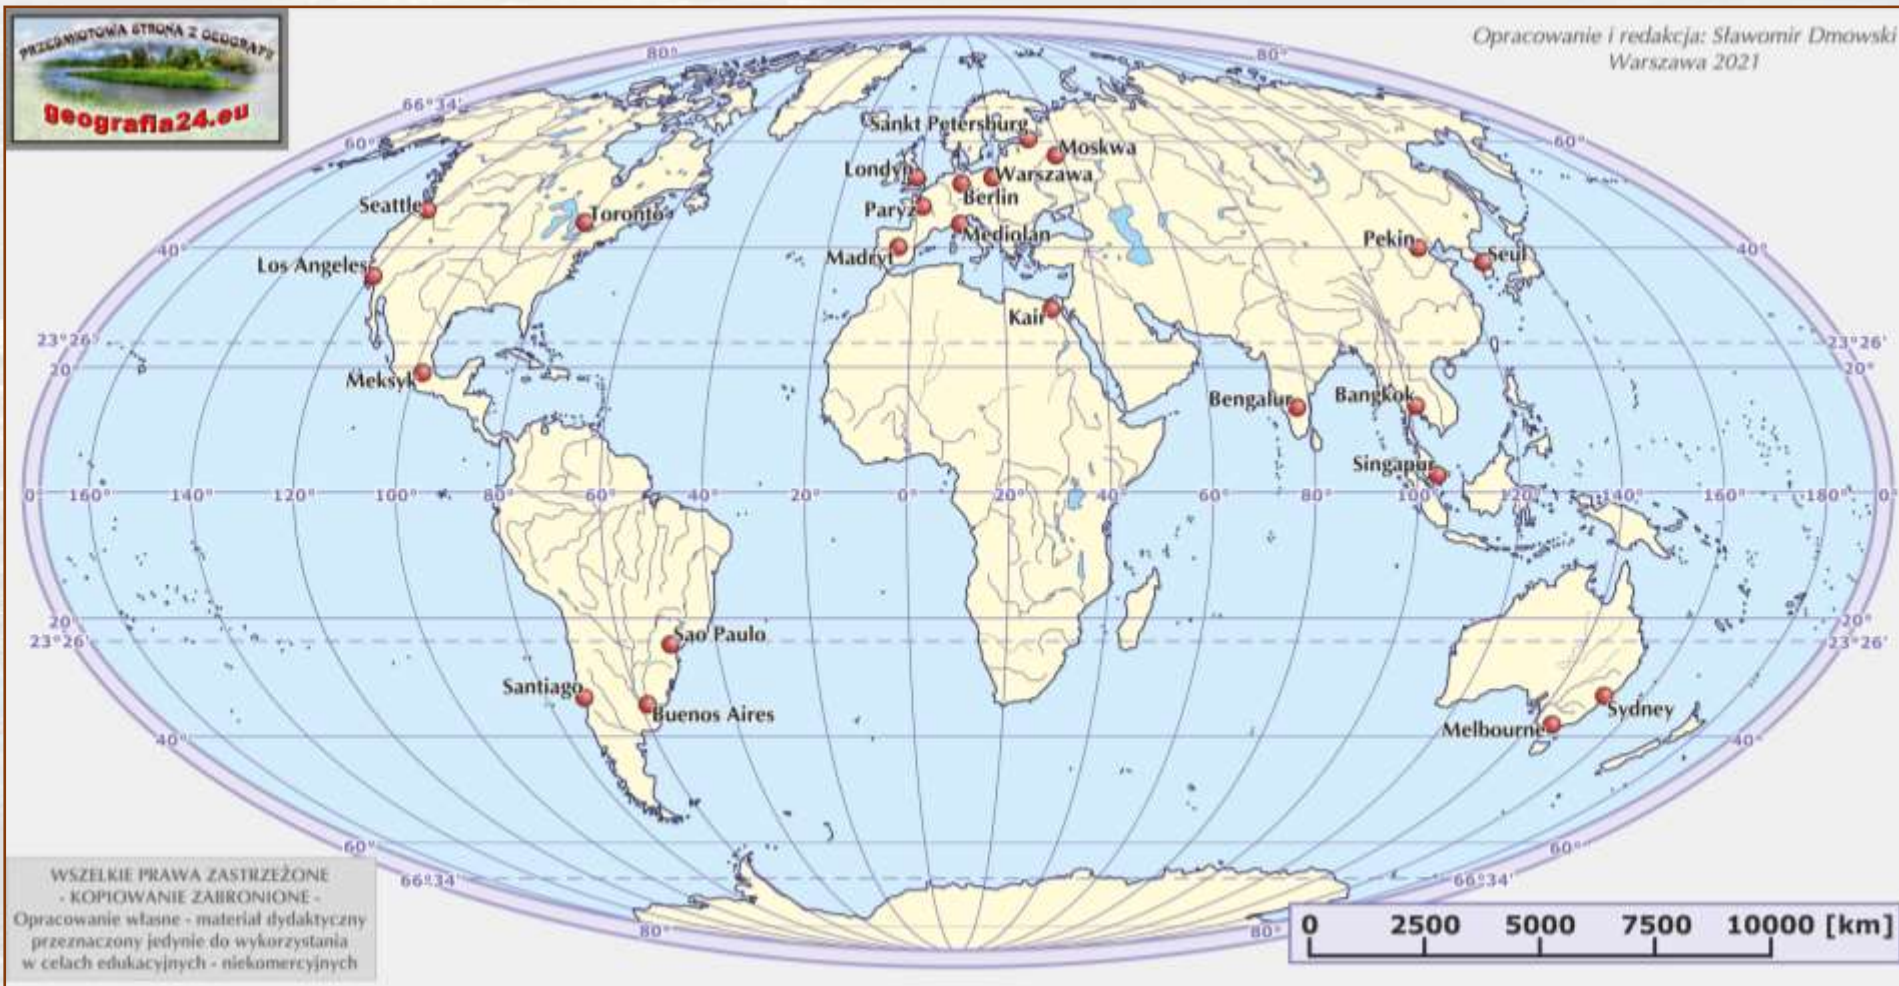 PRZEDMIOTOWA STRONA Z GEOGRAFII
geografia24.eu
Opracowanie i redakcja: Sławomir Dmowski
Warszawa 2021
80° 80°
66°34'
60° 60°
Sankt Petersburg
Moskwa
Londyn
Warszawa
Berlin
Seattle
Toronto
Paryż
Mediolan
40° 40°
Madryt
Pekin
Seul
Los Angeles
Kair
23°26' 23°26'
20° 20°
Meksyk
Bengalur
Bangkok
Singapur
0° 160° 140° 120° 100° 80° 60° 40° 20° 0° 20° 40° 60° 80° 100° 120° 140° 160° 180° 0°
20° 20°
23°26' 23°26'
Sao Paulo
Santiago
Buenos Aires
Sydney
Melbourne
40° 40°
60° 60°
66°34' 66°34'
80° 80°
WSZELKIE PRAWA ZASTRZEŻONE
- KOPIOWANIE ZABRONIONE -
Opracowanie własne - materiał dydaktyczny
przeznaczony jedynie do wykorzystania
w celach edukacyjnych - niekomercyjnych
0 2500 5000 7500 10000 [km]